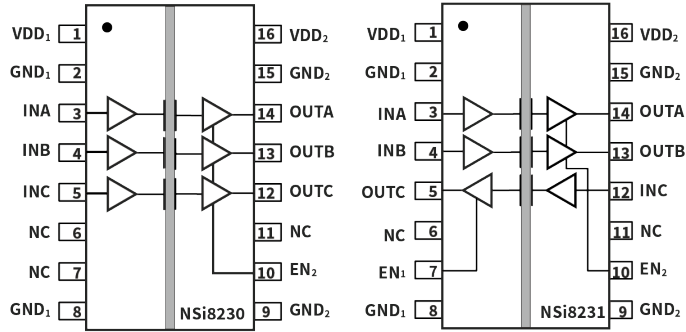 VDD₁ 1 16 VDD₂
GND₁ 2 15 GND₂
INA 3 14 OUTA
INB 4 13 OUTB
INC 5 12 OUTC
NC 6 11 NC
NC 7 10 EN₂
GND₁ 8 9 GND₂
NSi8230
VDD₁ 1 16 VDD₂
GND₁ 2 15 GND₂
INA 3 14 OUTA
INB 4 13 OUTB
OUTC 5 12 INC
NC 6 11 NC
EN₁ 7 10 EN₂
GND₁ 8 9 GND₂
NSi8231